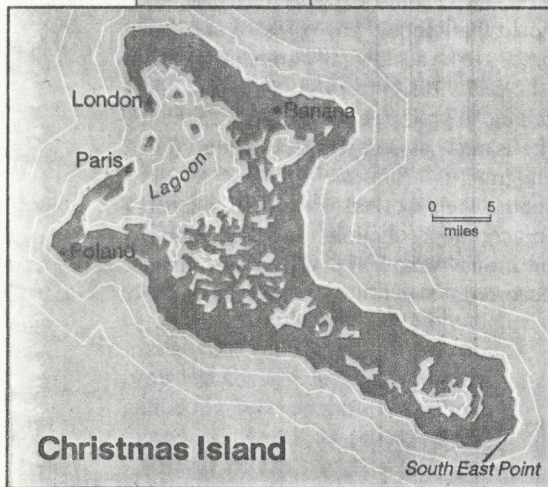 London
Banana
Paris
Lagoon
0 5
miles
Poland
Christmas Island
South East Point